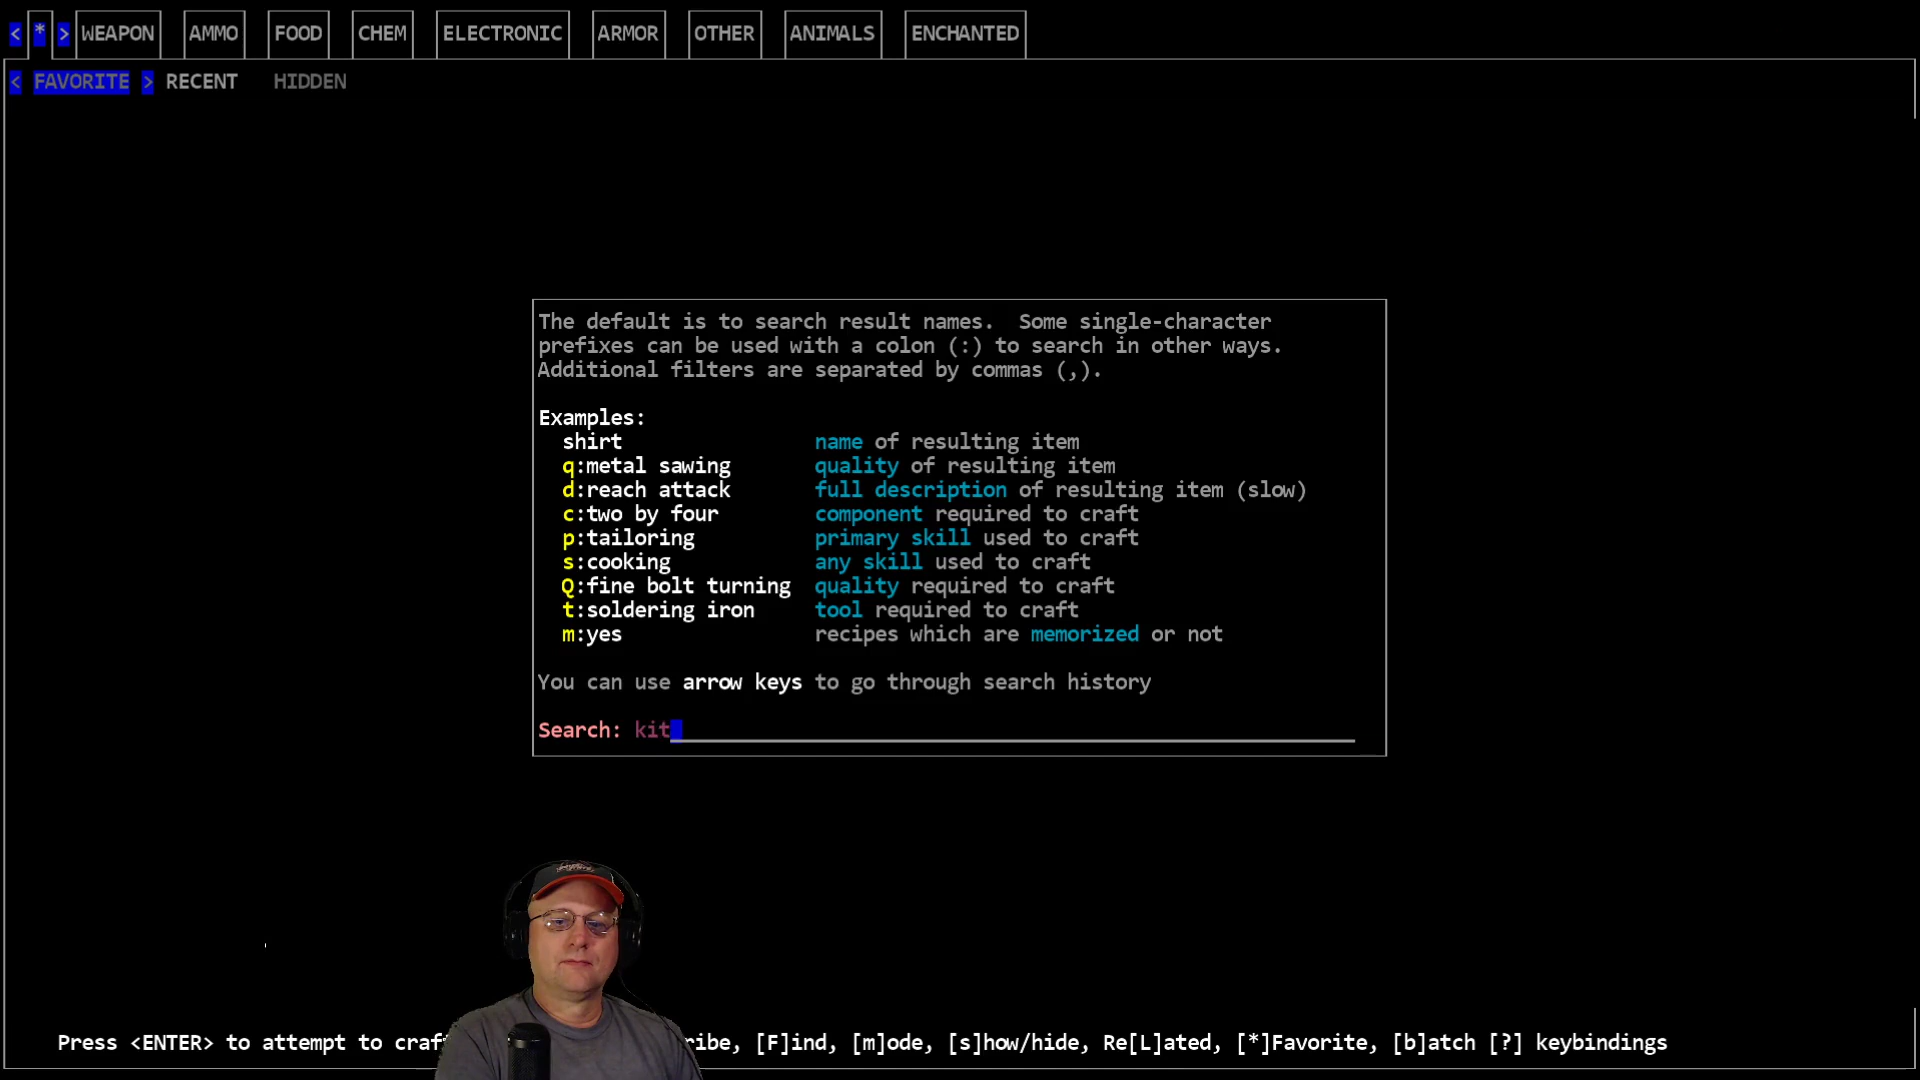 < * > WEAPON AMMO FOOD CHEM ELECTRONIC ARMOR OTHER ANIMALS ENCHANTED
< FAVORITE > RECENT HIDDEN
The default is to search result names. Some single-character
prefixes can be used with a colon (:) to search in other ways.
Additional filters are separated by commas (,).
Examples:
shirt name of resulting item
q:metal sawing quality of resulting item
d:reach attack full description of resulting item (slow)
c:two by four component required to craft
p:tailoring primary skill used to craft
s:cooking any skill used to craft
Q:fine bolt turning quality required to craft
t:soldering iron tool required to craft
m:yes recipes which are memorized or not
You can use arrow keys to go through search history
Search: kit
Press <ENTER> to attempt to craf ribe, [F]ind, [m]ode, [s]how/hide, Re[L]ated, [*]Favorite, [b]atch [?] keybindings